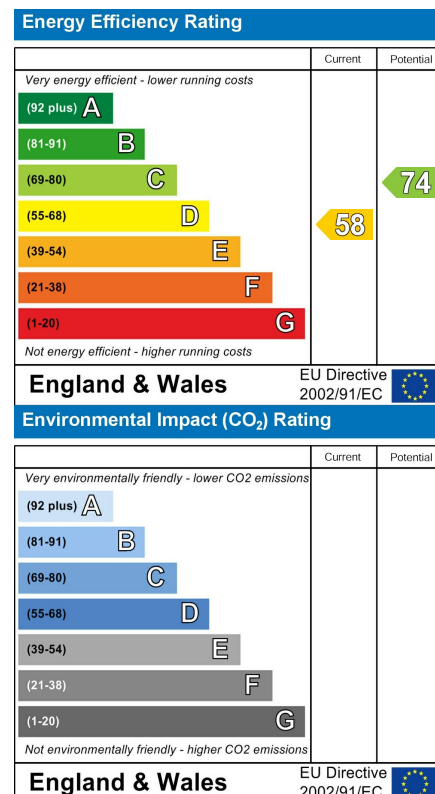 Energy Efficiency Rating
Current Potential
Very energy efficient - lower running costs
(92 plus) A
(81-91) B
(69-80) C
74
(55-68) D
58
(39-54) E
(21-38) F
(1-20) G
Not energy efficient - higher running costs
England & Wales
EU Directive
2002/91/EC
Environmental Impact (CO₂) Rating
Current Potential
Very environmentally friendly - lower CO2 emissions
(92 plus) A
(81-91) B
(69-80) C
(55-68) D
(39-54) E
(21-38) F
(1-20) G
Not environmentally friendly - higher CO2 emissions
England & Wales
EU Directive
2002/91/EC